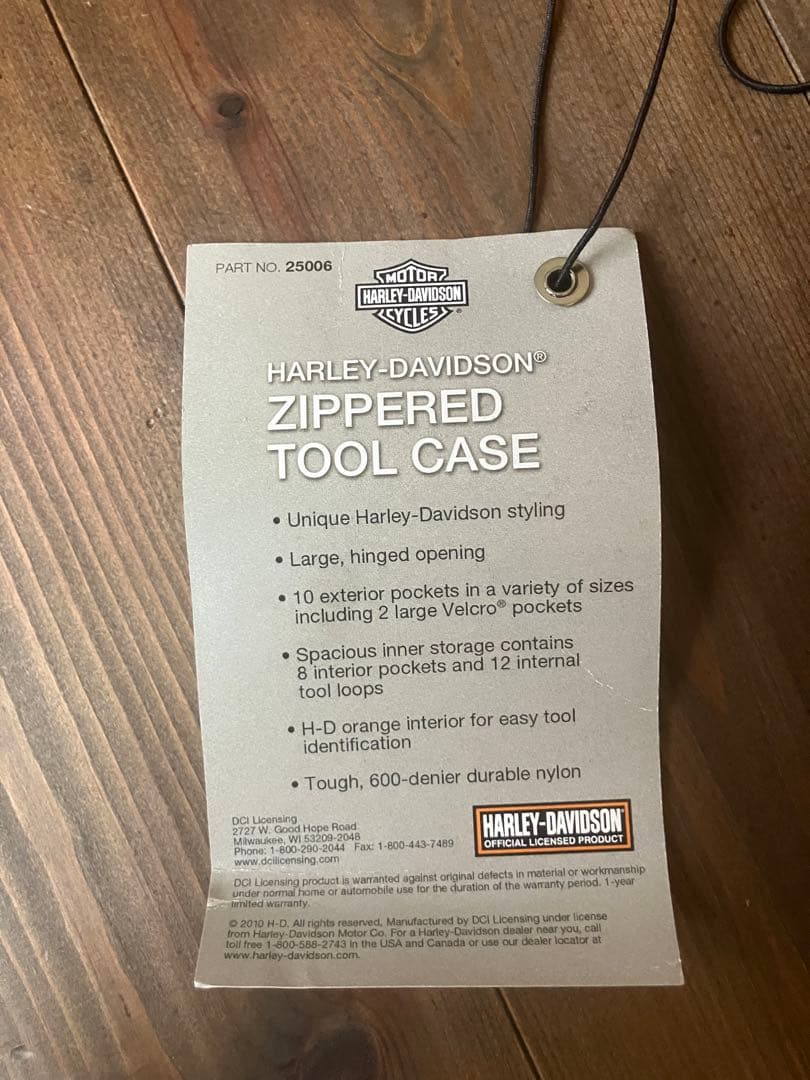 PART NO. 25006
MOTOR
HARLEY-DAVIDSON
CYCLES
®
HARLEY-DAVIDSON®
ZIPPERED
TOOL CASE
• Unique Harley-Davidson styling
• Large, hinged opening
• 10 exterior pockets in a variety of sizes
including 2 large Velcro® pockets
• Spacious inner storage contains
8 interior pockets and 12 internal
tool loops
• H-D orange interior for easy tool
identification
• Tough, 600-denier durable nylon
DCI Licensing
2727 W. Good Hope Road
Milwaukee, WI 53209-2048
Phone: 1-800-290-2044 Fax: 1-800-443-7489
www.dcilicensing.com
HARLEY-DAVIDSON
OFFICIAL LICENSED PRODUCT
DCI Licensing product is warranted against original defects in material or workmanship
under normal home or automobile use for the duration of the warranty period. 1-year
limited warranty.
© 2010 H-D. All rights reserved. Manufactured by DCI Licensing under license
from Harley-Davidson Motor Co. For a Harley-Davidson dealer near you, call
toll free 1-800-588-2743 in the USA and Canada or use our dealer locator at
www.harley-davidson.com.